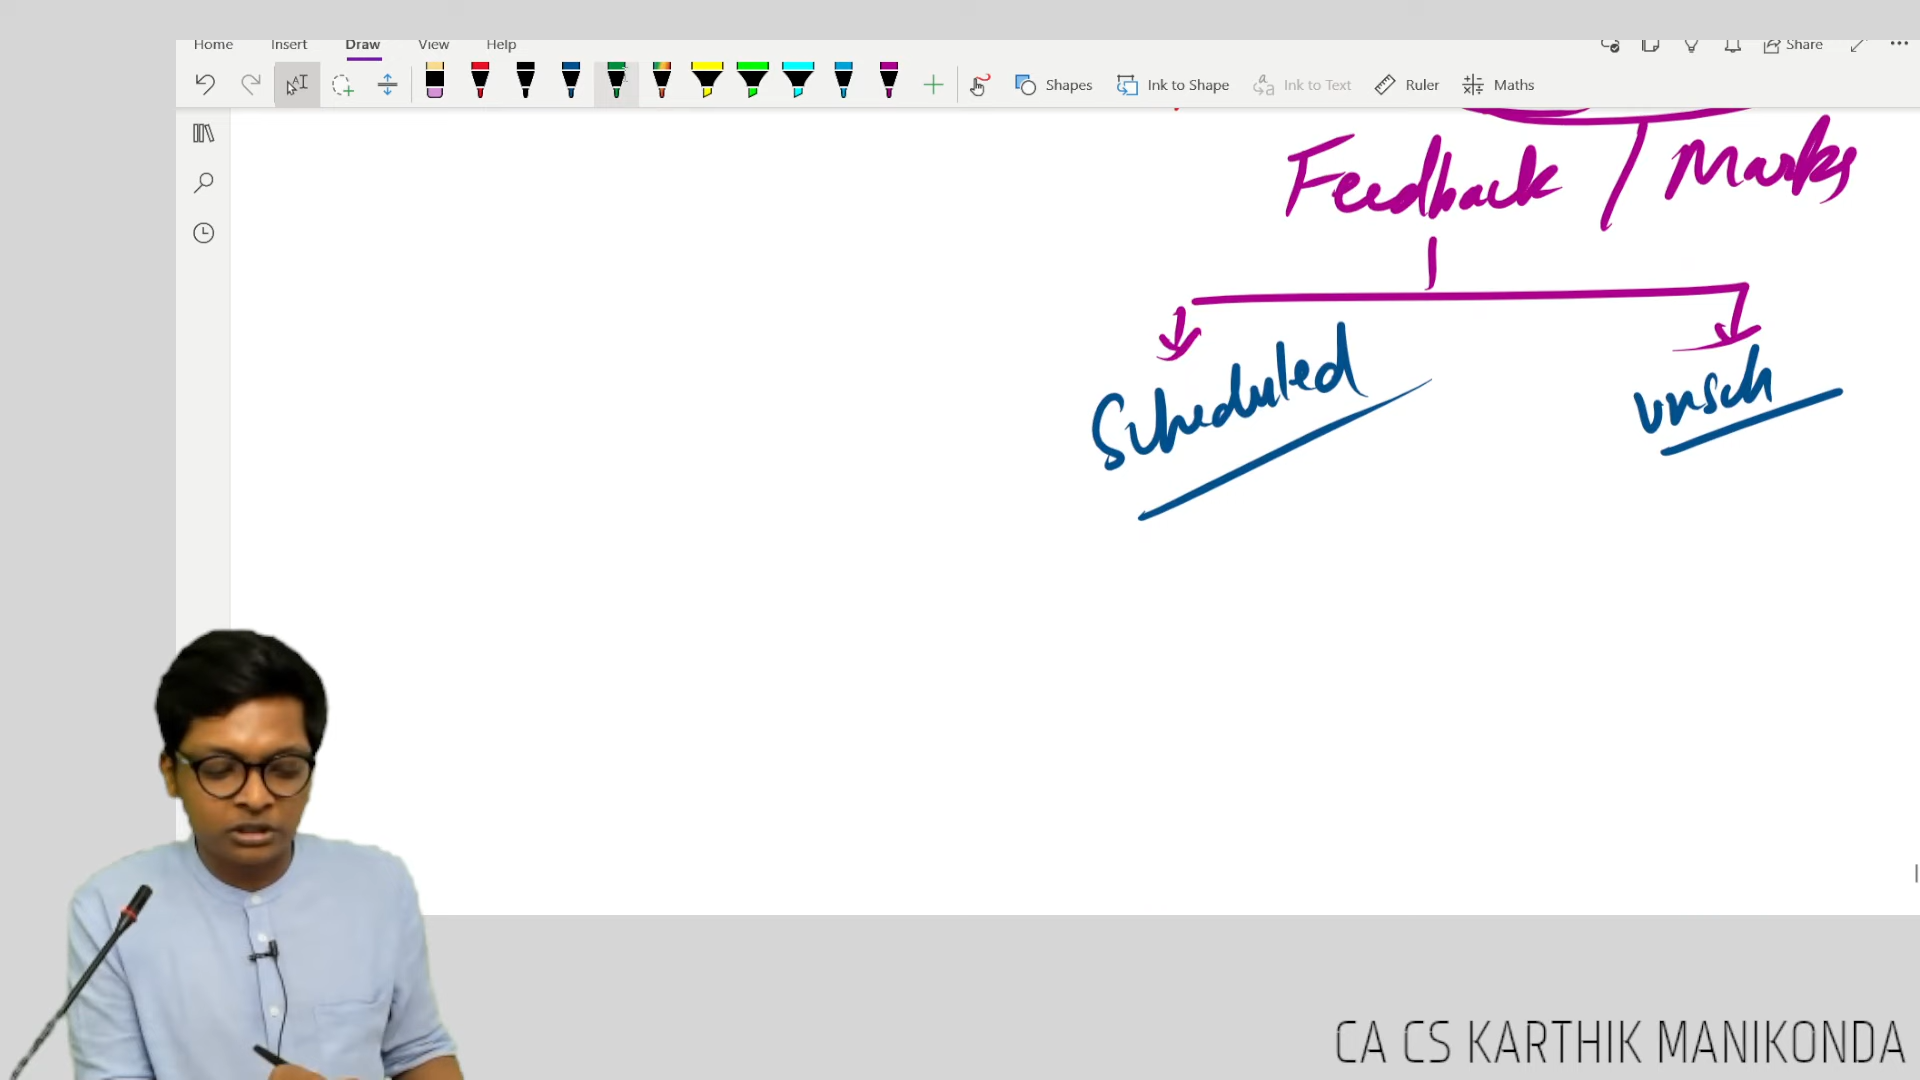 Home Insert Draw View Help Share
Shapes Ink to Shape Ink to Text Ruler Maths
Feedback / Marks
Scheduled unsch
CA CS KARTHIK MANIKONDA